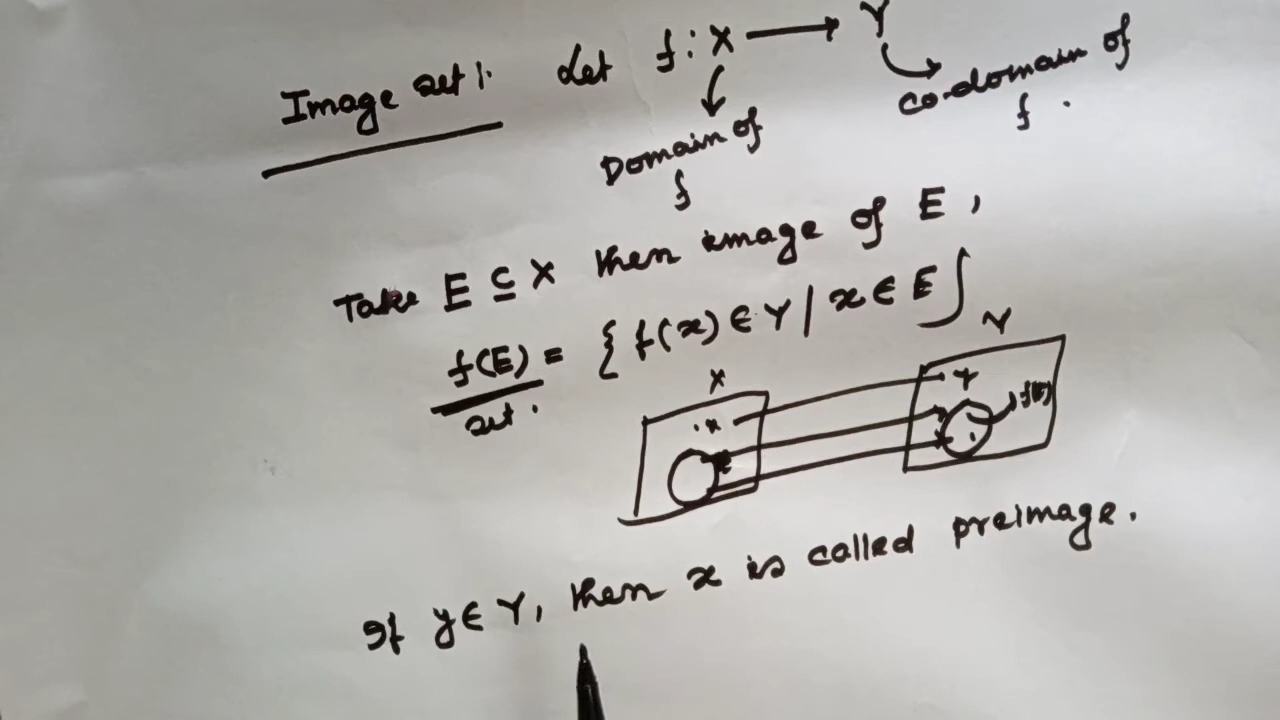 Image set :. Let f : X ⟶ Y
Domain of f
co-domain of f .
Take E ⊆ X then image of E ,
f(E) = { f(x) ∈ Y / x ∈ E }
set .
X
Y
. x
f(E)
If y ∈ Y, then x is called preimage.